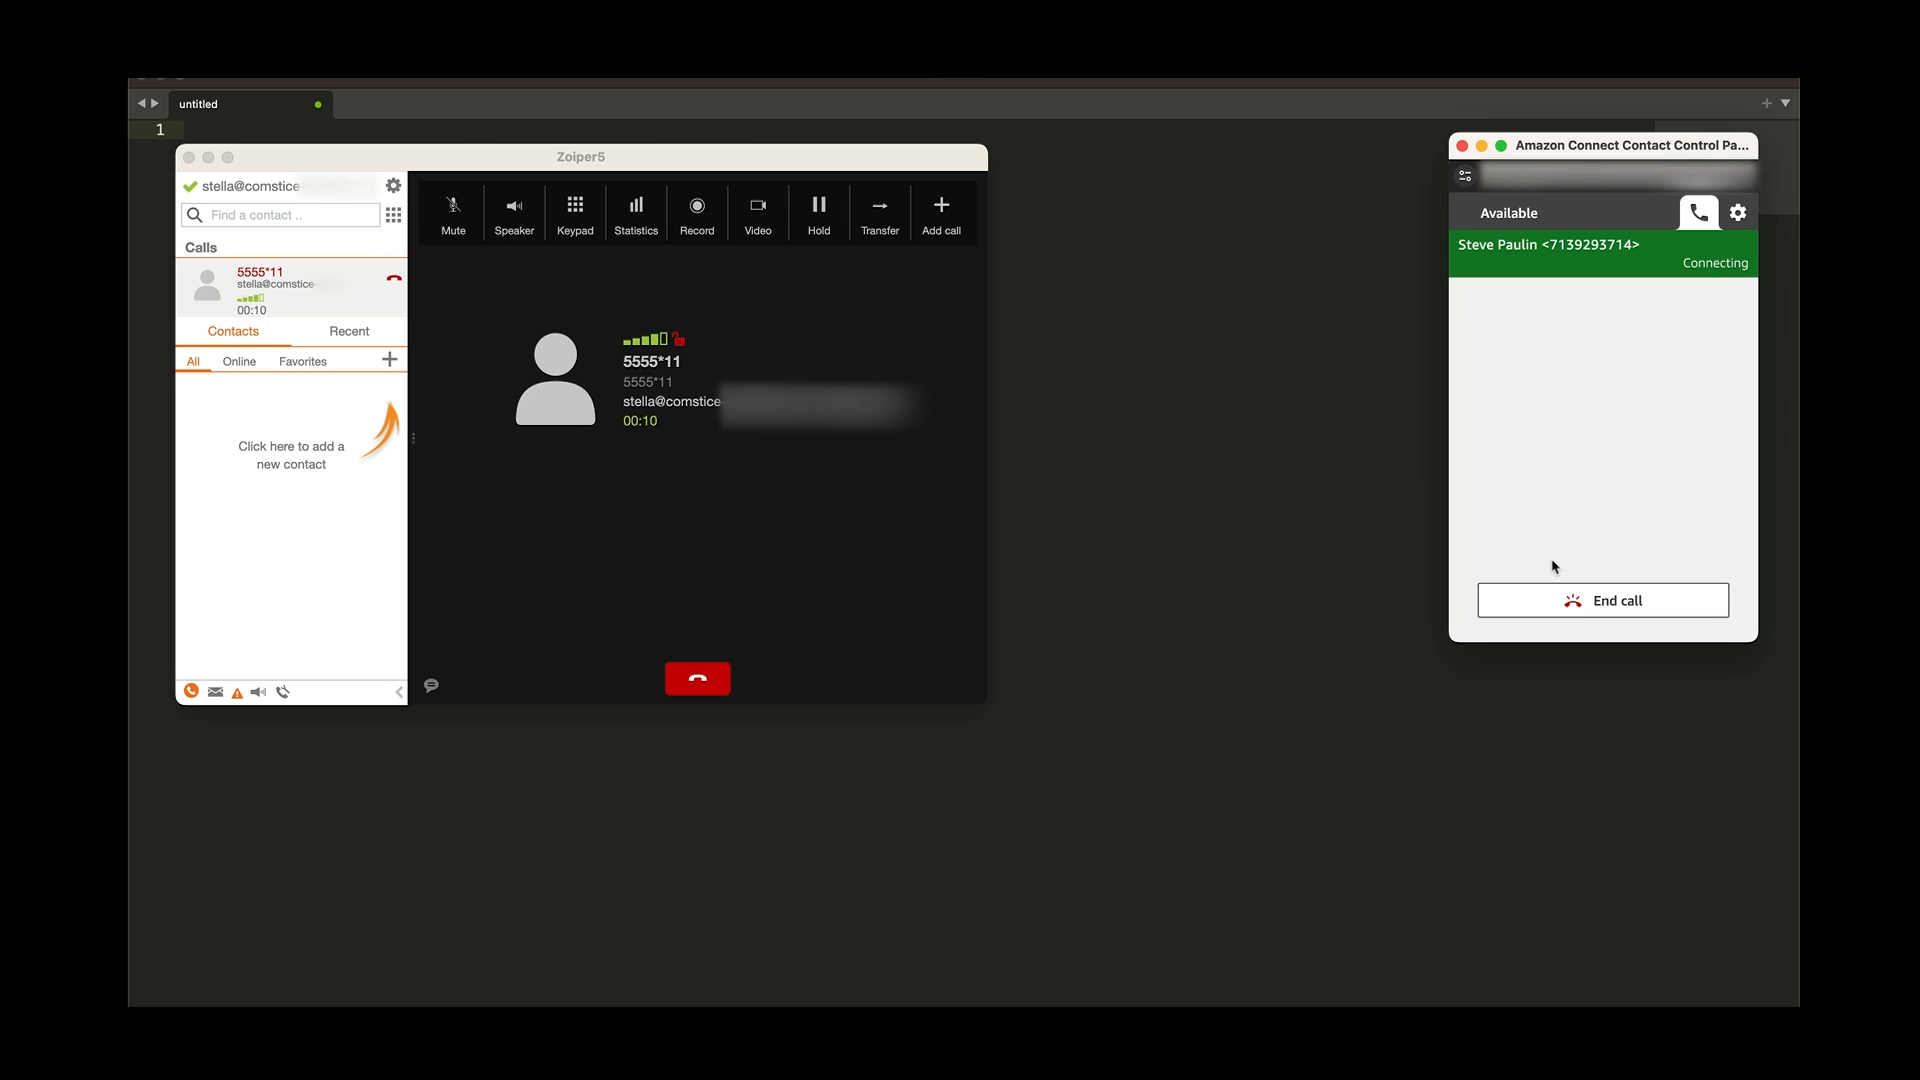 untitled
1
Zoiper5
stella@comstice-
Find a contact ..
Calls
5555*11
stella@comstice-
00:10
Contacts Recent
All Online Favorites
Click here to add a
new contact
Mute Speaker Keypad Statistics Record Video Hold Transfer Add call
5555*11
5555*11
stella@comstice-
00:10
Amazon Connect Contact Control Pa...
Available
Steve Paulin <7139293714>
Connecting
End call